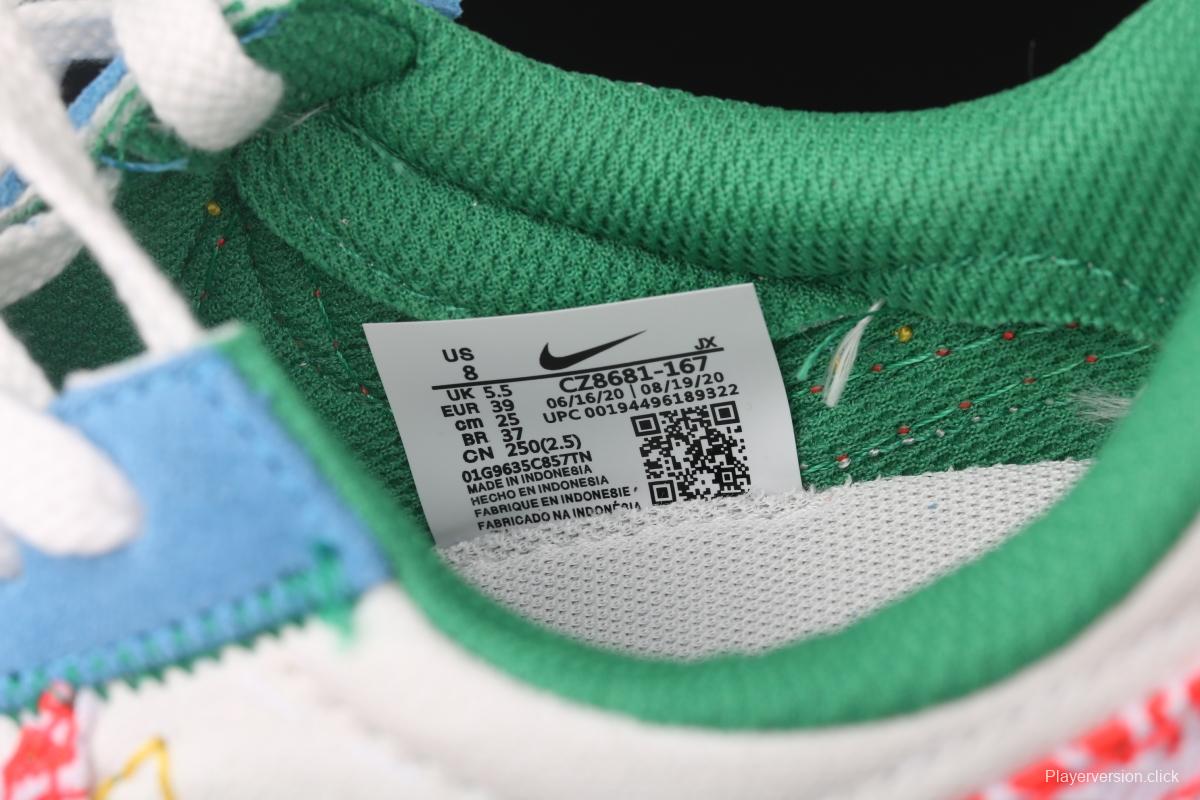 US
8
JX
UK 5.5
EUR 39
cm 25
BR 37
CN 250(2.5)
CZ8681-167
06/16/20 | 08/19/20
UPC 00194496189322
01G9635C857TN
MADE IN INDONESIA
HECHO EN INDONESIA
FABRIQUE EN INDONESIE
FABRICADO NA INDONÉSIA
Playerversion.click